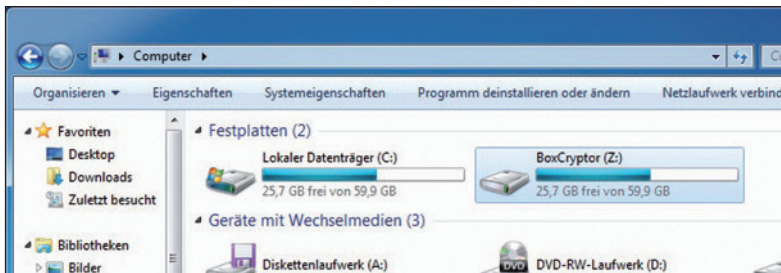 Computer
Organisieren Eigenschaften Systemeigenschaften Programm deinstallieren oder ändern Netzlaufwerk verbind
Favoriten
Desktop
Downloads
Zuletzt besucht
Bibliotheken
Bilder
Festplatten (2)
Lokaler Datenträger (C:)
25,7 GB frei von 59,9 GB
BoxCryptor (Z:)
25,7 GB frei von 59,9 GB
Geräte mit Wechselmedien (3)
Diskettenlaufwerk (A:)
DVD
DVD-RW-Laufwerk (D:)